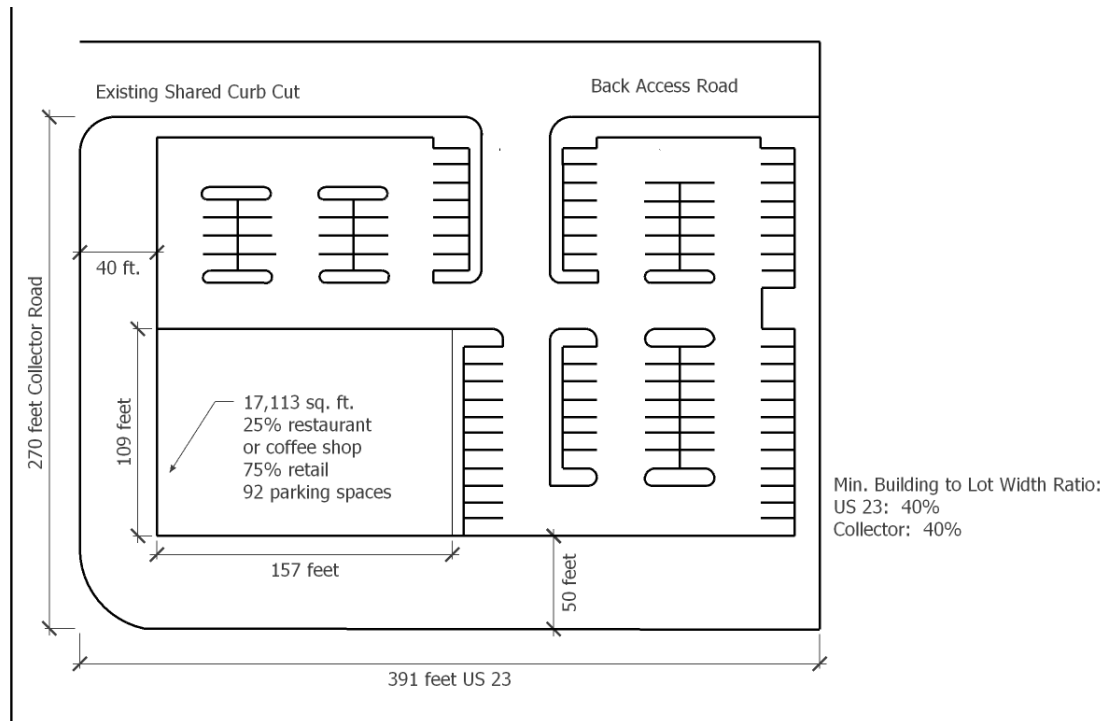 Existing Shared Curb Cut
Back Access Road
40 ft.
270 feet Collector Road
109 feet
17,113 sq. ft.
25% restaurant
or coffee shop
75% retail
92 parking spaces
157 feet
50 feet
Min. Building to Lot Width Ratio:
US 23:  40%
Collector:  40%
391 feet US 23